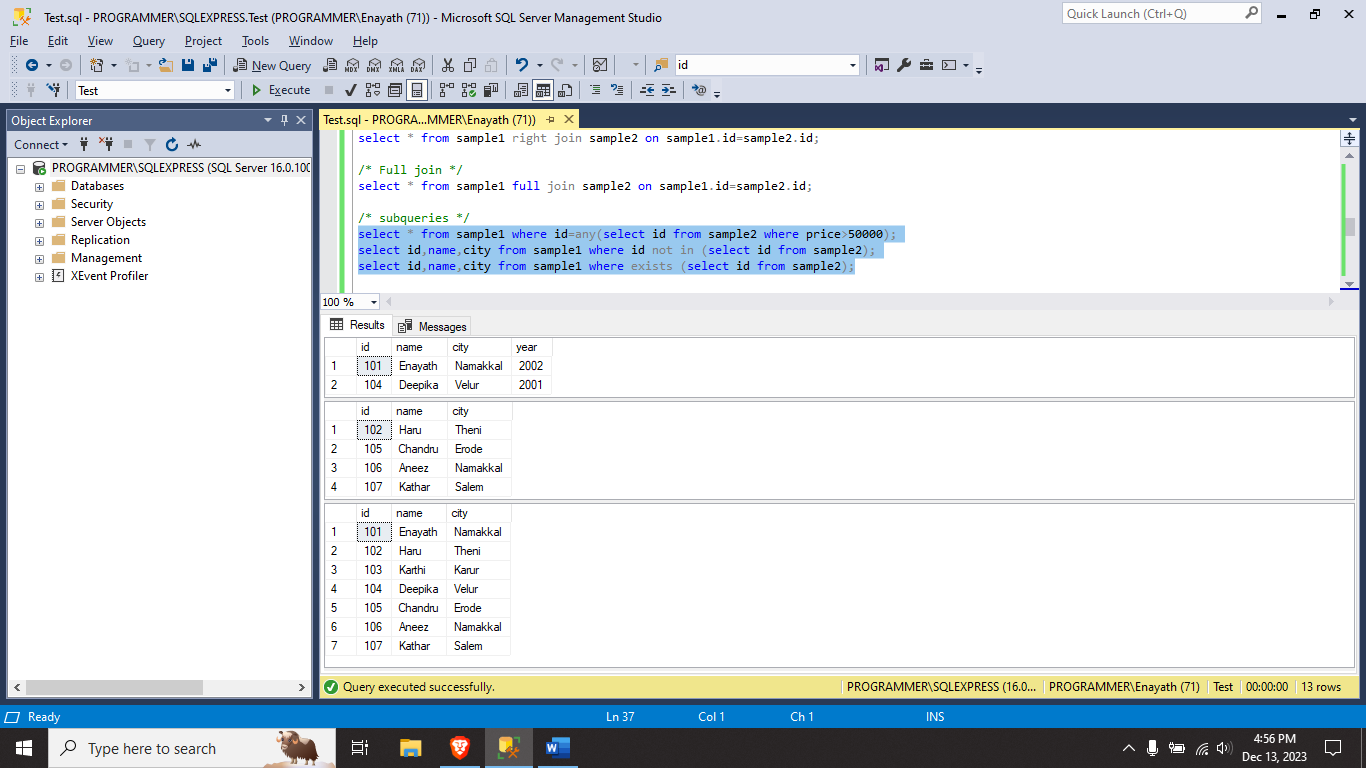 Test.sql - PROGRAMMER\SQLEXPRESS.Test (PROGRAMMER\Enayath (71)) - Microsoft SQL Server Management Studio
Quick Launch (Ctrl+Q)
File Edit View Query Project Tools Window Help
New Query MDX DMX XMLA DAX id
Test Execute
Object Explorer
Connect
PROGRAMMER\SQLEXPRESS (SQL Server 16.0.100
Databases
Security
Server Objects
Replication
Management
XEvent Profiler
Test.sql - PROGRA...MMER\Enayath (71))
select * from sample1 right join sample2 on sample1.id=sample2.id;
/* Full join */
select * from sample1 full join sample2 on sample1.id=sample2.id;
/* subqueries */
select * from sample1 where id=any(select id from sample2 where price>50000);
select id,name,city from sample1 where id not in (select id from sample2);
select id,name,city from sample1 where exists (select id from sample2);
100 %
Results Messages
id name city year
1 101 Enayath Namakkal 2002
2 104 Deepika Velur 2001
id name city
1 102 Haru Theni
2 105 Chandru Erode
3 106 Aneez Namakkal
4 107 Kathar Salem
id name city
1 101 Enayath Namakkal
2 102 Haru Theni
3 103 Karthi Karur
4 104 Deepika Velur
5 105 Chandru Erode
6 106 Aneez Namakkal
7 107 Kathar Salem
Query executed successfully. PROGRAMMER\SQLEXPRESS (16.0... PROGRAMMER\Enayath (71) Test 00:00:00 13 rows
Ready Ln 37 Col 1 Ch 1 INS
Type here to search
4:56 PM
Dec 13, 2023